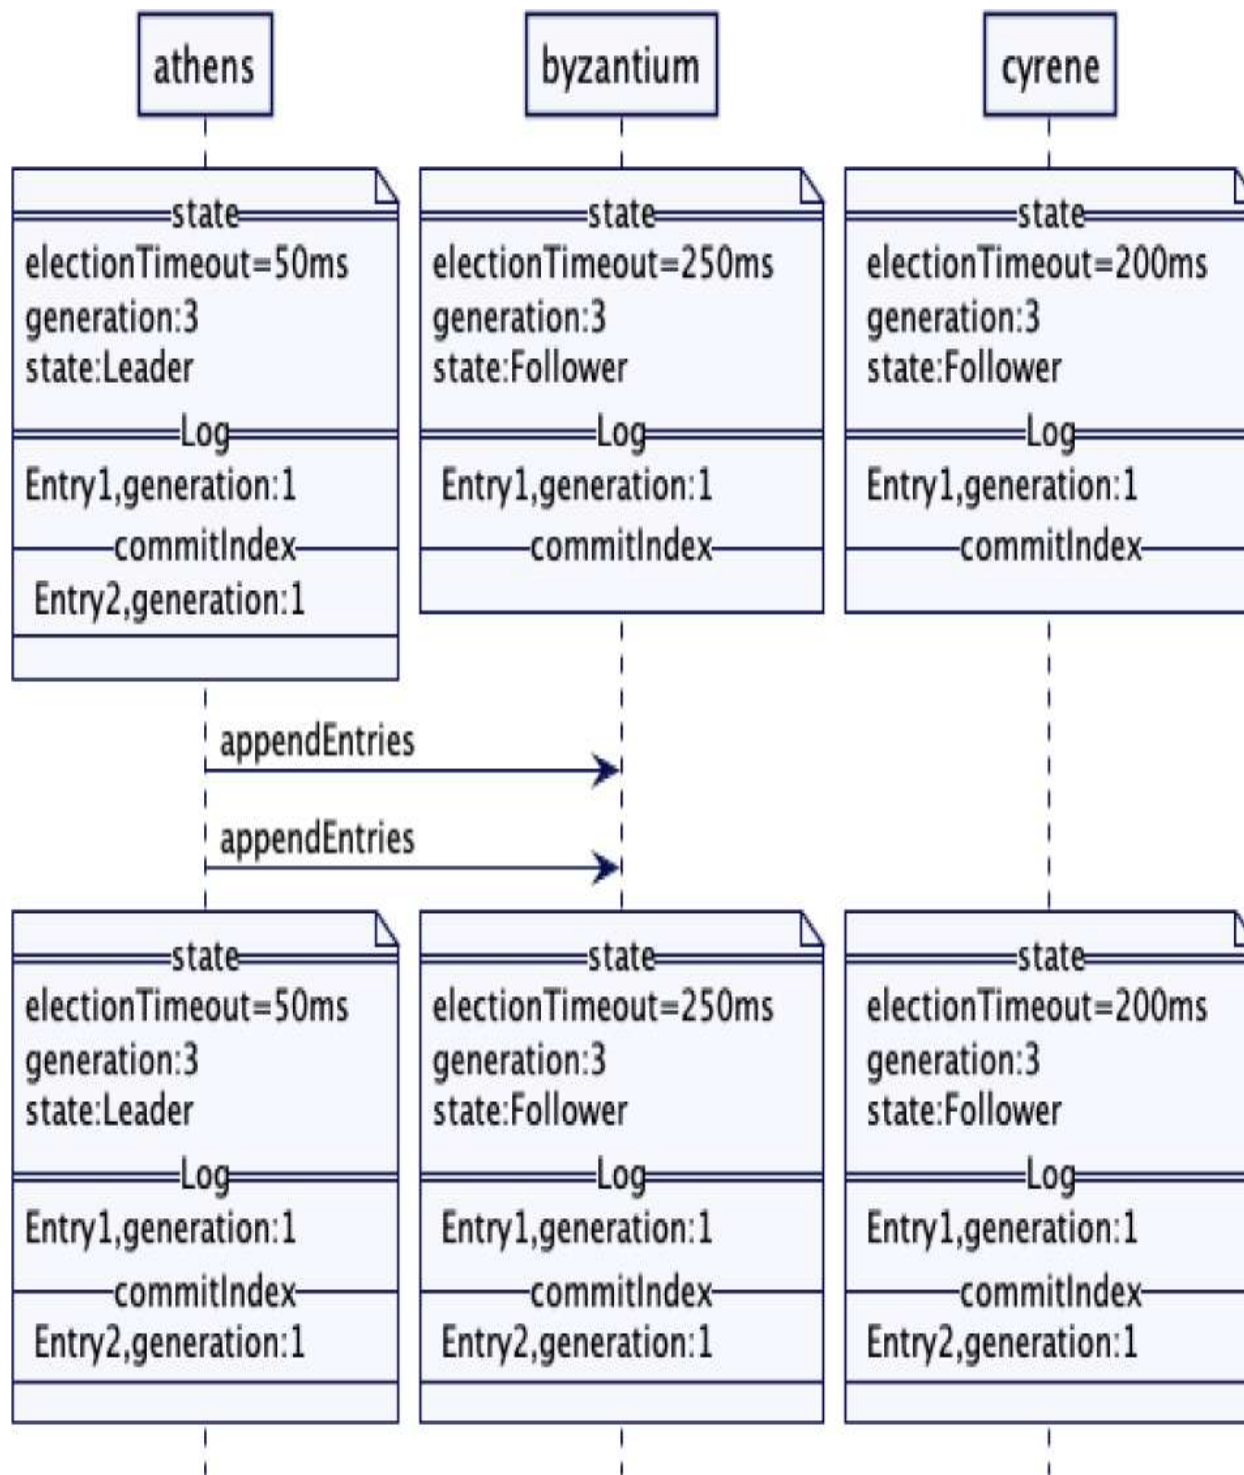 athens
byzantium
cyrene
state
electionTimeout=50ms
generation:3
state:Leader
Log
Entry1,generation:1
commitIndex
Entry2,generation:1
state
electionTimeout=250ms
generation:3
state:Follower
Log
Entry1,generation:1
commitIndex
state
electionTimeout=200ms
generation:3
state:Follower
Log
Entry1,generation:1
commitIndex
appendEntries
appendEntries
state
electionTimeout=50ms
generation:3
state:Leader
Log
Entry1,generation:1
commitIndex
Entry2,generation:1
state
electionTimeout=250ms
generation:3
state:Follower
Log
Entry1,generation:1
commitIndex
Entry2,generation:1
state
electionTimeout=200ms
generation:3
state:Follower
Log
Entry1,generation:1
commitIndex
Entry2,generation:1